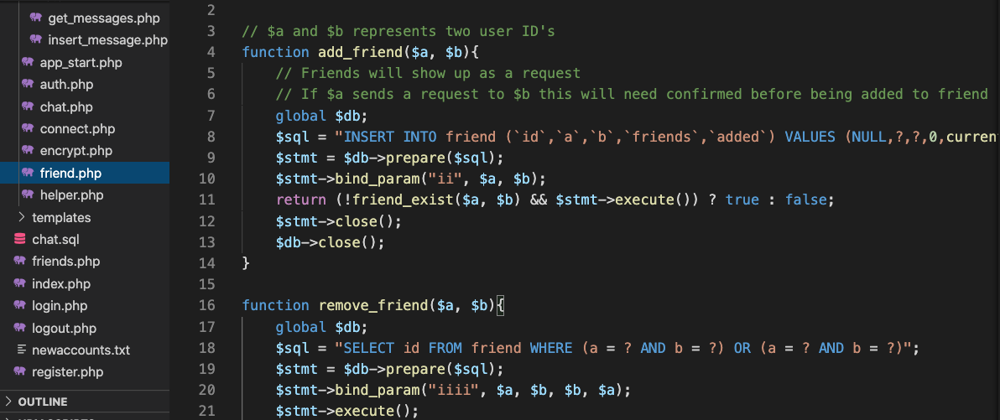 get_messages.php
insert_message.php
app_start.php
auth.php
chat.php
connect.php
encrypt.php
friend.php
helper.php
templates
chat.sql
friends.php
index.php
login.php
logout.php
newaccounts.txt
register.php
OUTLINE
2
3 // $a and $b represents two user ID's
4 function add_friend($a, $b){
5 // Friends will show up as a request
6 // If $a sends a request to $b this will need confirmed before being added to friend
7 global $db;
8 $sql = "INSERT INTO friend (`id`,`a`,`b`,`friends`,`added`) VALUES (NULL,?,?,0,curren
9 $stmt = $db->prepare($sql);
10 $stmt->bind_param("ii", $a, $b);
11 return (!friend_exist($a, $b) && $stmt->execute()) ? true : false;
12 $stmt->close();
13 $db->close();
14 }
15
16 function remove_friend($a, $b){
17 global $db;
18 $sql = "SELECT id FROM friend WHERE (a = ? AND b = ?) OR (a = ? AND b = ?)";
19 $stmt = $db->prepare($sql);
20 $stmt->bind_param("iiii", $a, $b, $b, $a);
21 $stmt->execute();